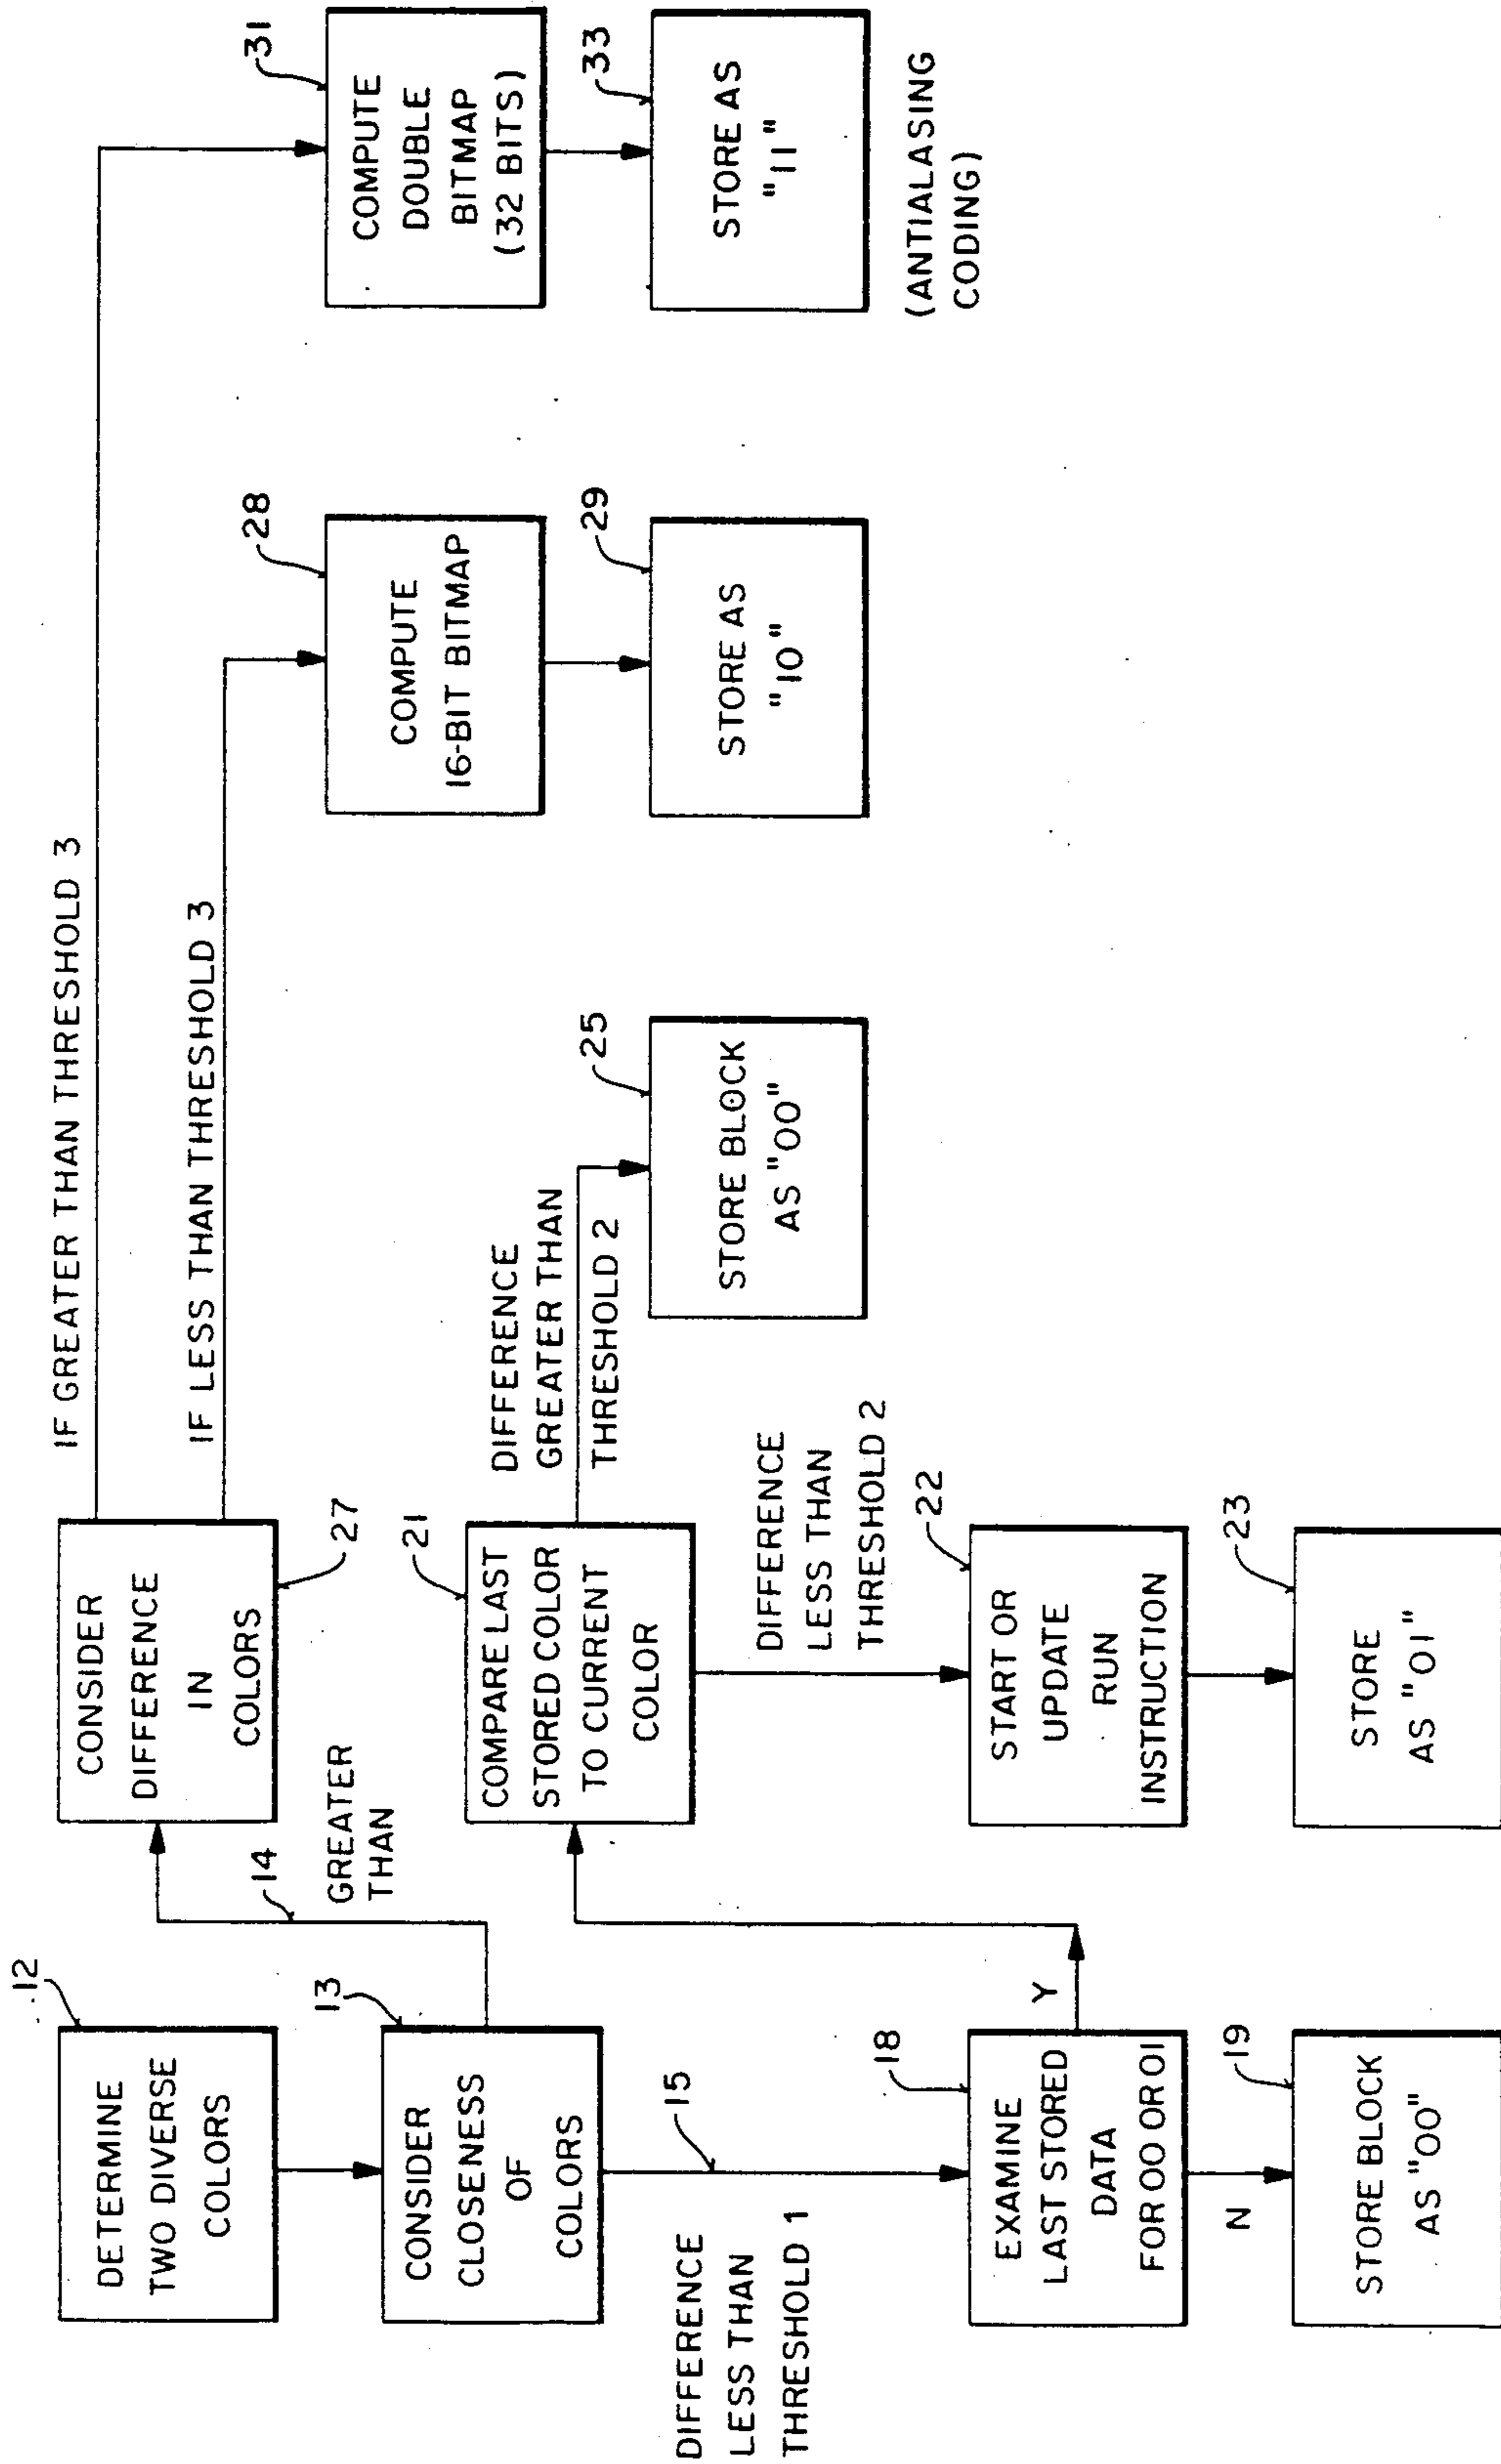 12
DETERMINE
TWO DIVERSE
COLORS
13
CONSIDER
CLOSENESS
OF
COLORS
14
GREATER
THAN
15
DIFFERENCE
LESS THAN
THRESHOLD 1
18
EXAMINE
LAST STORED
DATA
FOR 00 OR 01
Y
N
19
STORE BLOCK
AS "00"
CONSIDER
DIFFERENCE
IN
COLORS
27
IF GREATER THAN THRESHOLD 3
IF LESS THAN THRESHOLD 3
21
COMPARE LAST
STORED COLOR
TO CURRENT
COLOR
DIFFERENCE
GREATER THAN
THRESHOLD 2
DIFFERENCE
LESS THAN
THRESHOLD 2
22
START OR
UPDATE
RUN
INSTRUCTION
23
STORE
AS "01"
25
STORE BLOCK
AS "00"
28
COMPUTE
16-BIT BITMAP
29
STORE AS
"10"
31
COMPUTE
DOUBLE
BITMAP
(32 BITS)
33
STORE AS
"11"
(ANTIALASING
CODING)